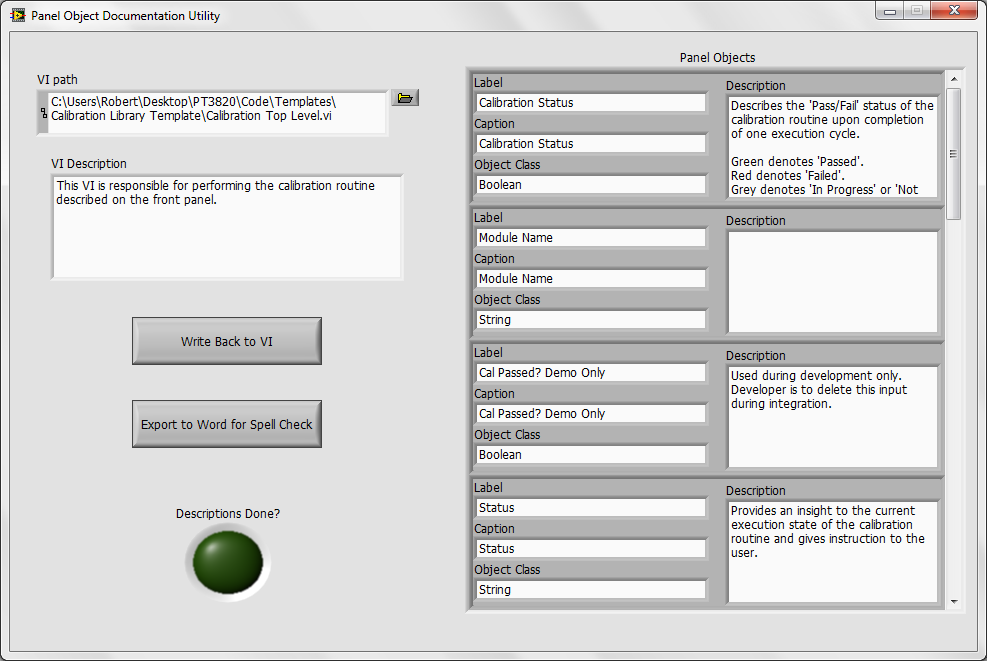 Panel Object Documentation Utility
VI path
C:\Users\Robert\Desktop\PT3820\Code\Templates\
Calibration Library Template\Calibration Top Level.vi
VI Description
This VI is responsible for performing the calibration routine
described on the front panel.
Write Back to VI
Export to Word for Spell Check
Descriptions Done?
Panel Objects
Label
Calibration Status
Caption
Calibration Status
Object Class
Boolean
Description
Describes the 'Pass/Fail' status of the
calibration routine upon completion
of one execution cycle.
Green denotes 'Passed'.
Red denotes 'Failed'.
Grey denotes 'In Progress' or 'Not
Label
Module Name
Caption
Module Name
Object Class
String
Description
Label
Cal Passed? Demo Only
Caption
Cal Passed? Demo Only
Object Class
Boolean
Description
Used during development only.
Developer is to delete this input
during integration.
Label
Status
Caption
Status
Object Class
String
Description
Provides an insight to the current
execution state of the calibration
routine and gives instruction to the
user.